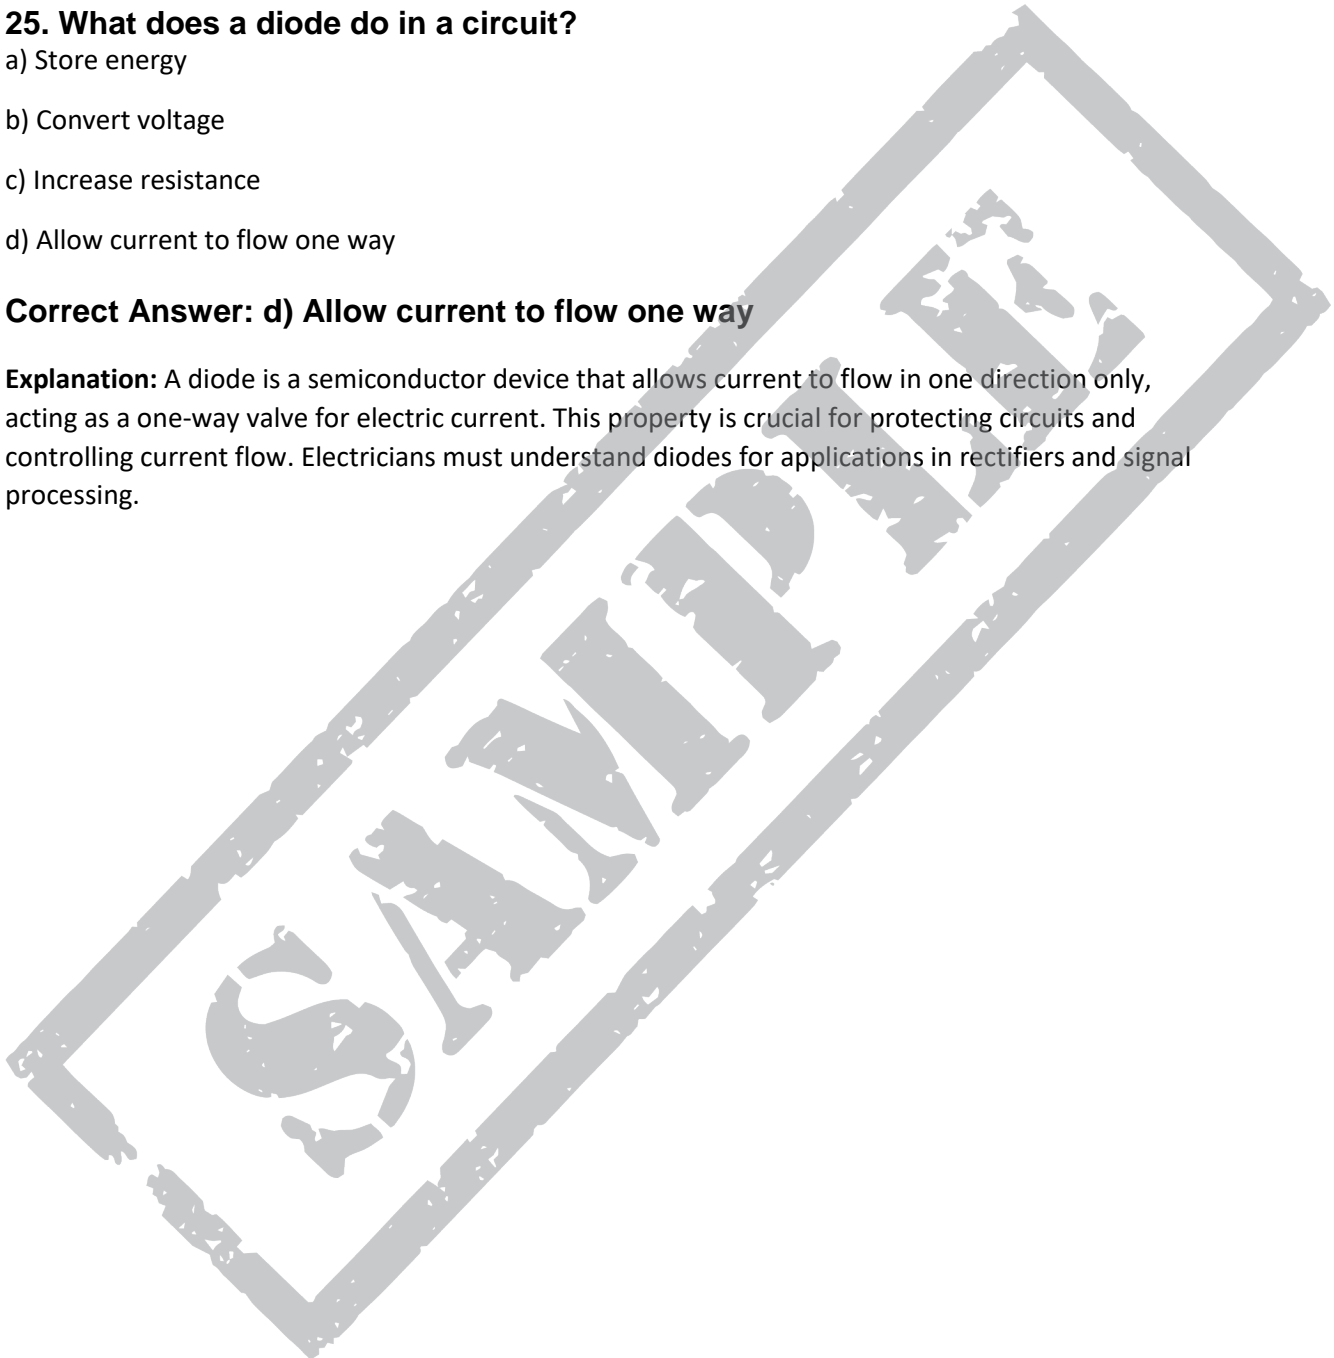 25. What does a diode do in a circuit?
a) Store energy
b) Convert voltage
c) Increase resistance
d) Allow current to flow one way
Correct Answer: d) Allow current to flow one way
Explanation: A diode is a semiconductor device that allows current to flow in one direction only,
acting as a one-way valve for electric current. This property is crucial for protecting circuits and
controlling current flow. Electricians must understand diodes for applications in rectifiers and signal
processing.
SAMPLE